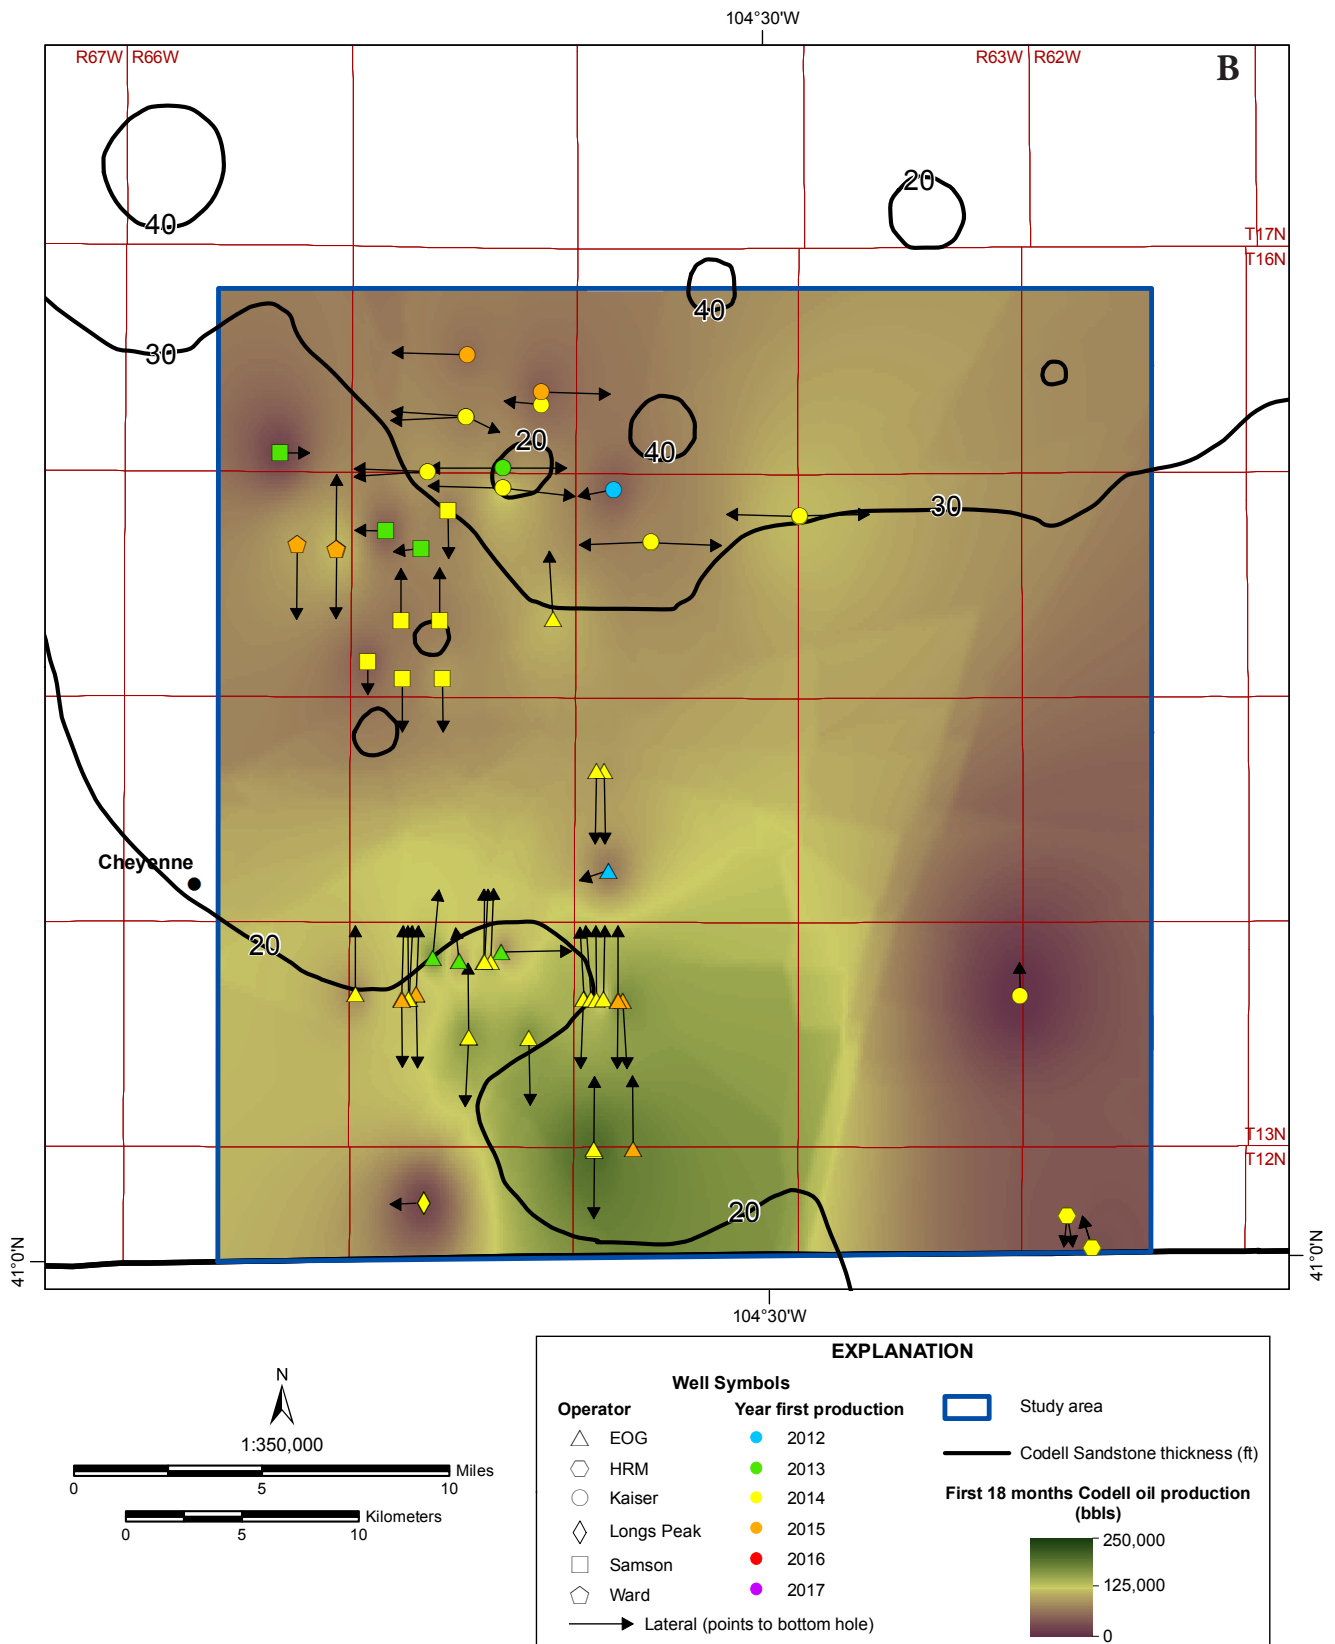 104°30'W
R67W R66W
R63W R62W
B
20
40
T17N
T16N
40
30
20
40
30
Cheyenne
20
T13N
T12N
20
41°0'N
41°0'N
104°30'W
EXPLANATION
Well Symbols
Operator
EOG
HRM
Kaiser
Longs Peak
Samson
Ward
Year first production
2012
2013
2014
2015
2016
2017
Lateral (points to bottom hole)
Study area
Codell Sandstone thickness (ft)
First 18 months Codell oil production
(bbls)
250,000
125,000
0
N
1:350,000
Miles
0 5 10
Kilometers
0 5 10